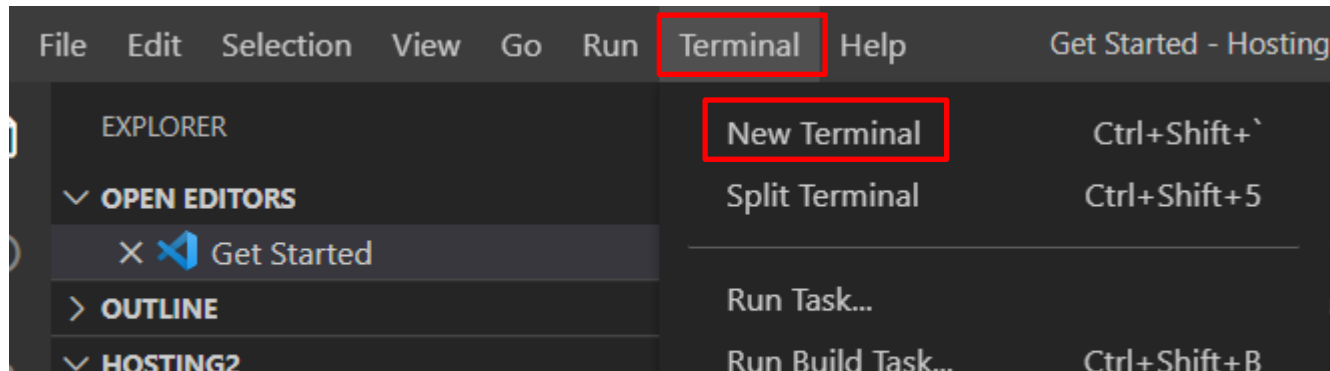 File Edit Selection View Go Run Terminal Help Get Started - Hosting
EXPLORER
OPEN EDITORS
Get Started
OUTLINE
HOSTING2
New Terminal Ctrl+Shift+`
Split Terminal Ctrl+Shift+5
Run Task...
Run Build Task... Ctrl+Shift+B